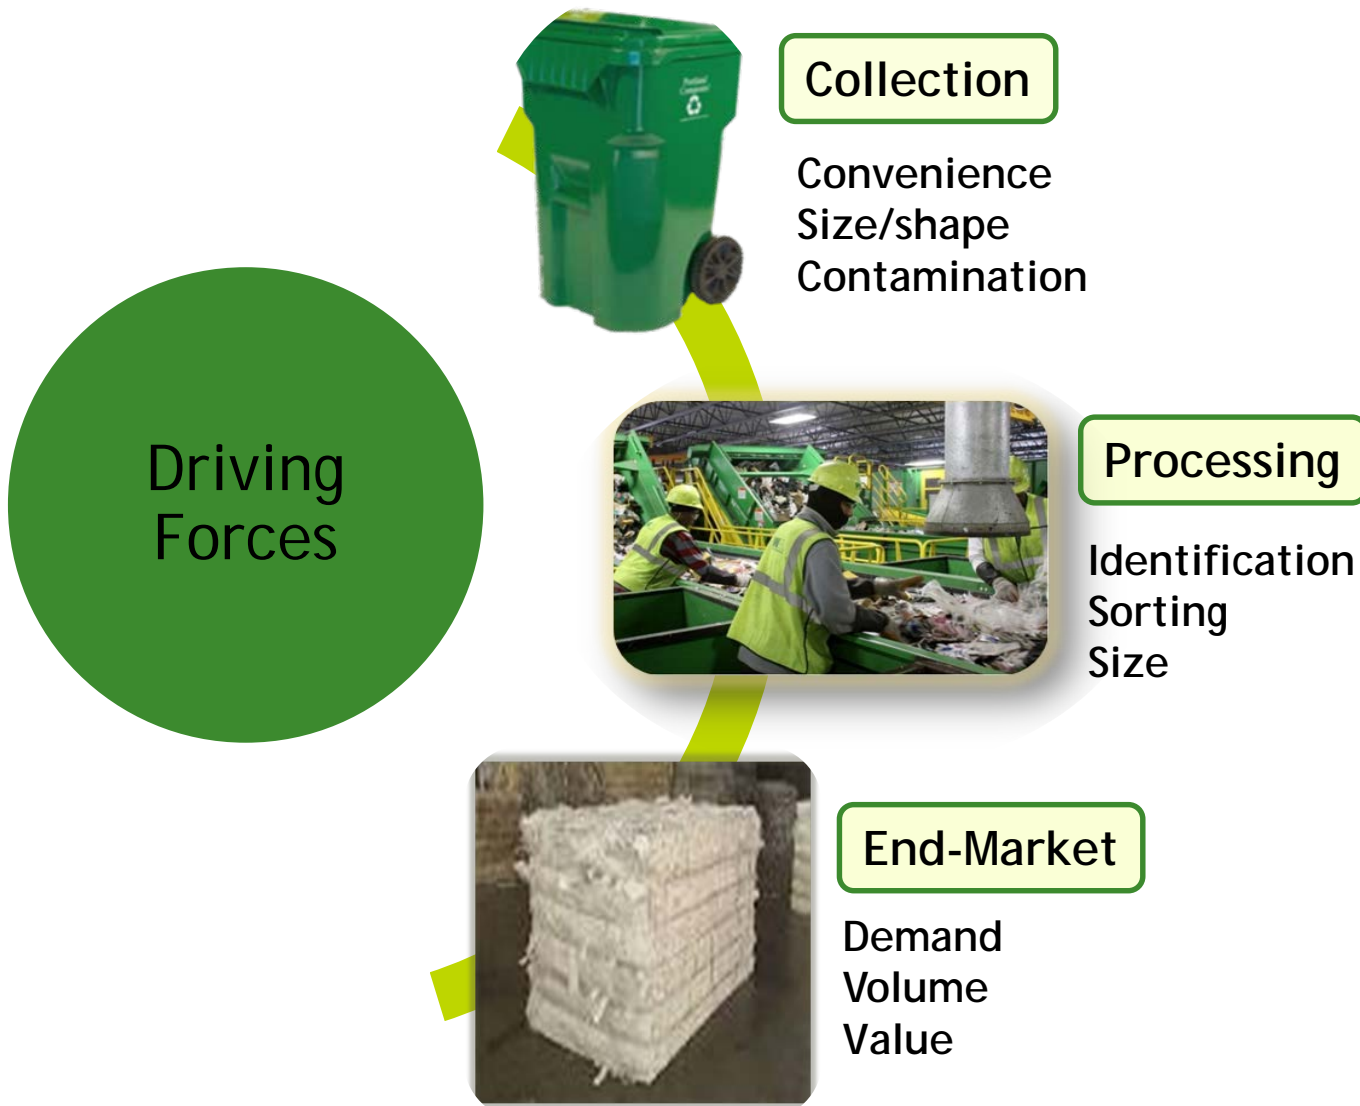 Collection
Convenience
Size/shape
Contamination
Driving
Forces
Processing
Identification
Sorting
Size
End-Market
Demand
Volume
Value